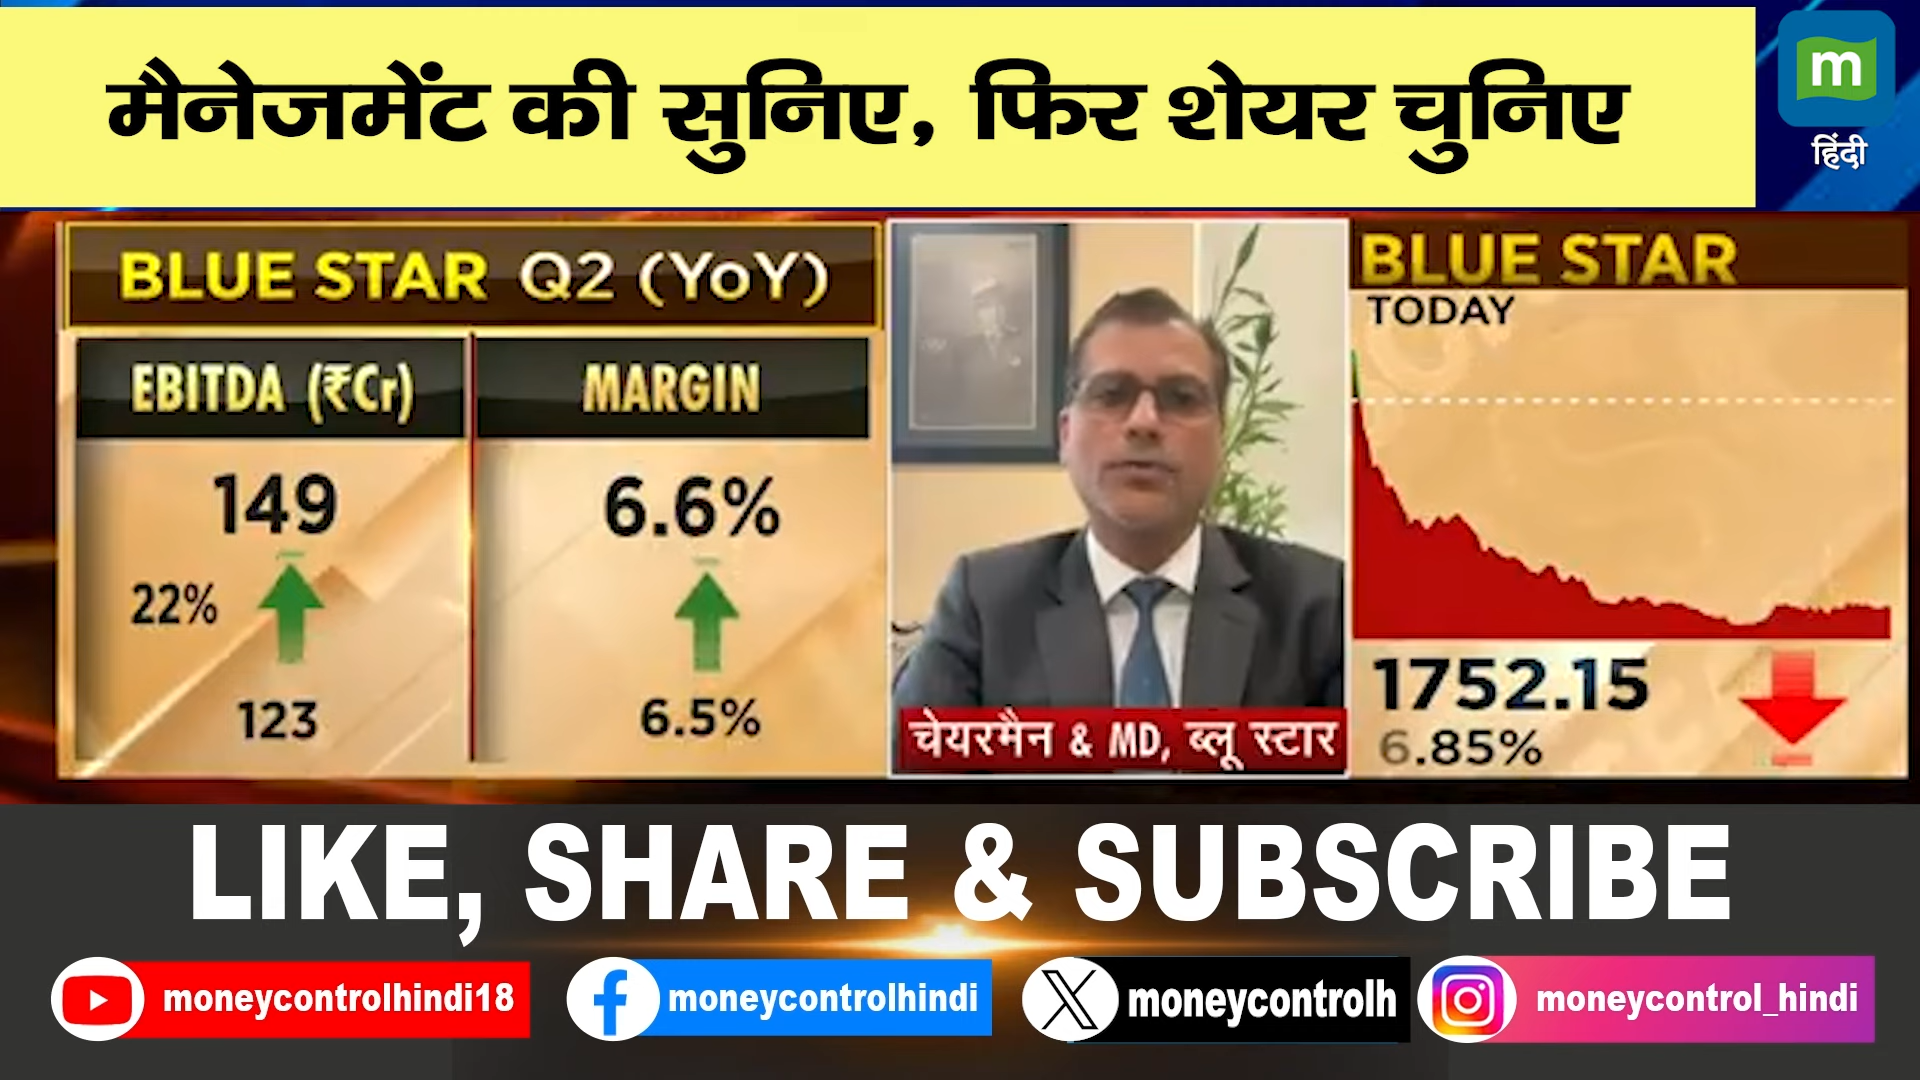 मैनेजमेंट की सुनिए, फिर शेयर चुनिए
m
हिंदी
BLUE STAR Q2 (YoY)
EBITDA (₹Cr)
MARGIN
149
6.6%
22%
123
6.5%
चेयरमैन & MD, ब्लू स्टार
BLUE STAR
TODAY
1752.15
6.85%
LIKE, SHARE & SUBSCRIBE
moneycontrolhindi18
moneycontrolhindi
moneycontrolh
moneycontrol_hindi